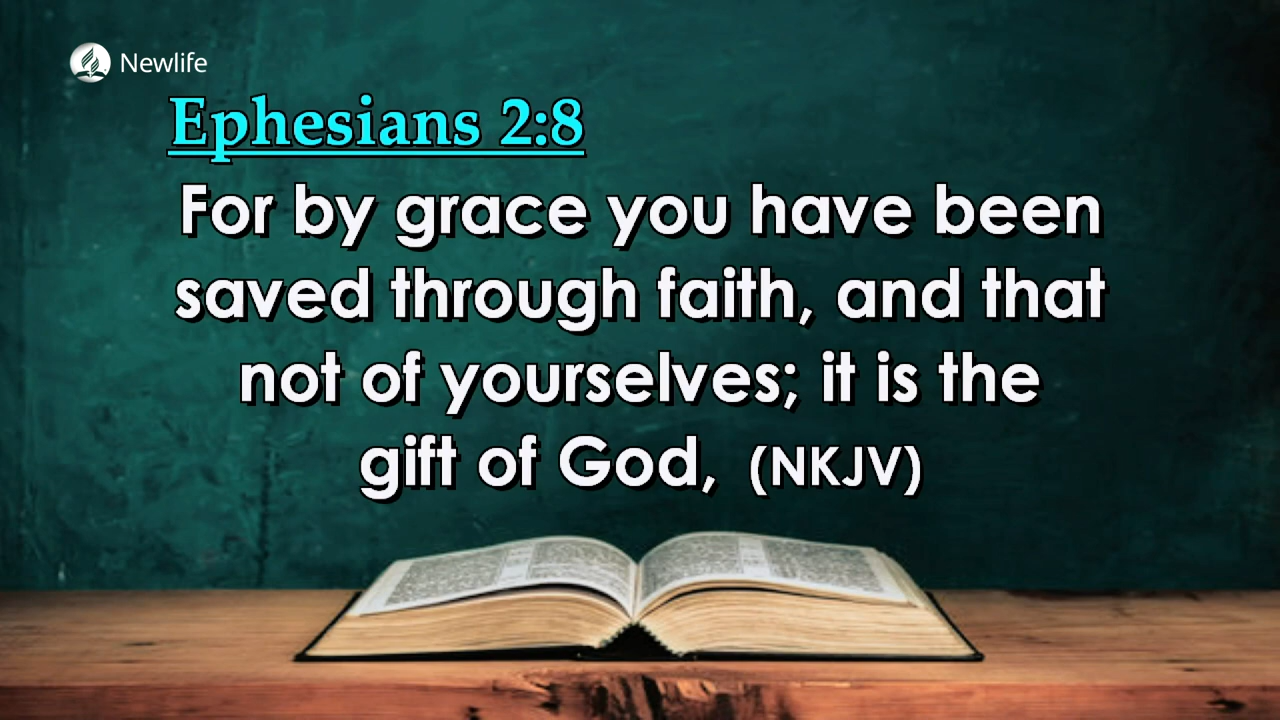 Newlife
Ephesians 2:8
For by grace you have been
saved through faith, and that
not of yourselves; it is the
gift of God, (NKJV)